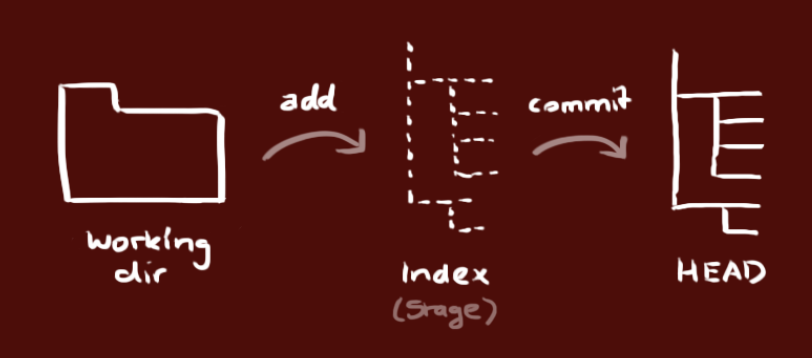 add
commit
working
dir
Index
(Stage)
HEAD